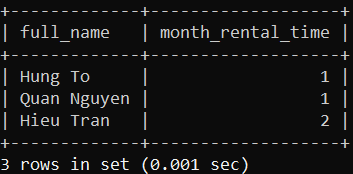 +-------------+-------------------+
| full_name | month_rental_time |
+-------------+-------------------+
| Hung To | 1 |
| Quan Nguyen | 1 |
| Hieu Tran | 2 |
+-------------+-------------------+
3 rows in set (0.001 sec)